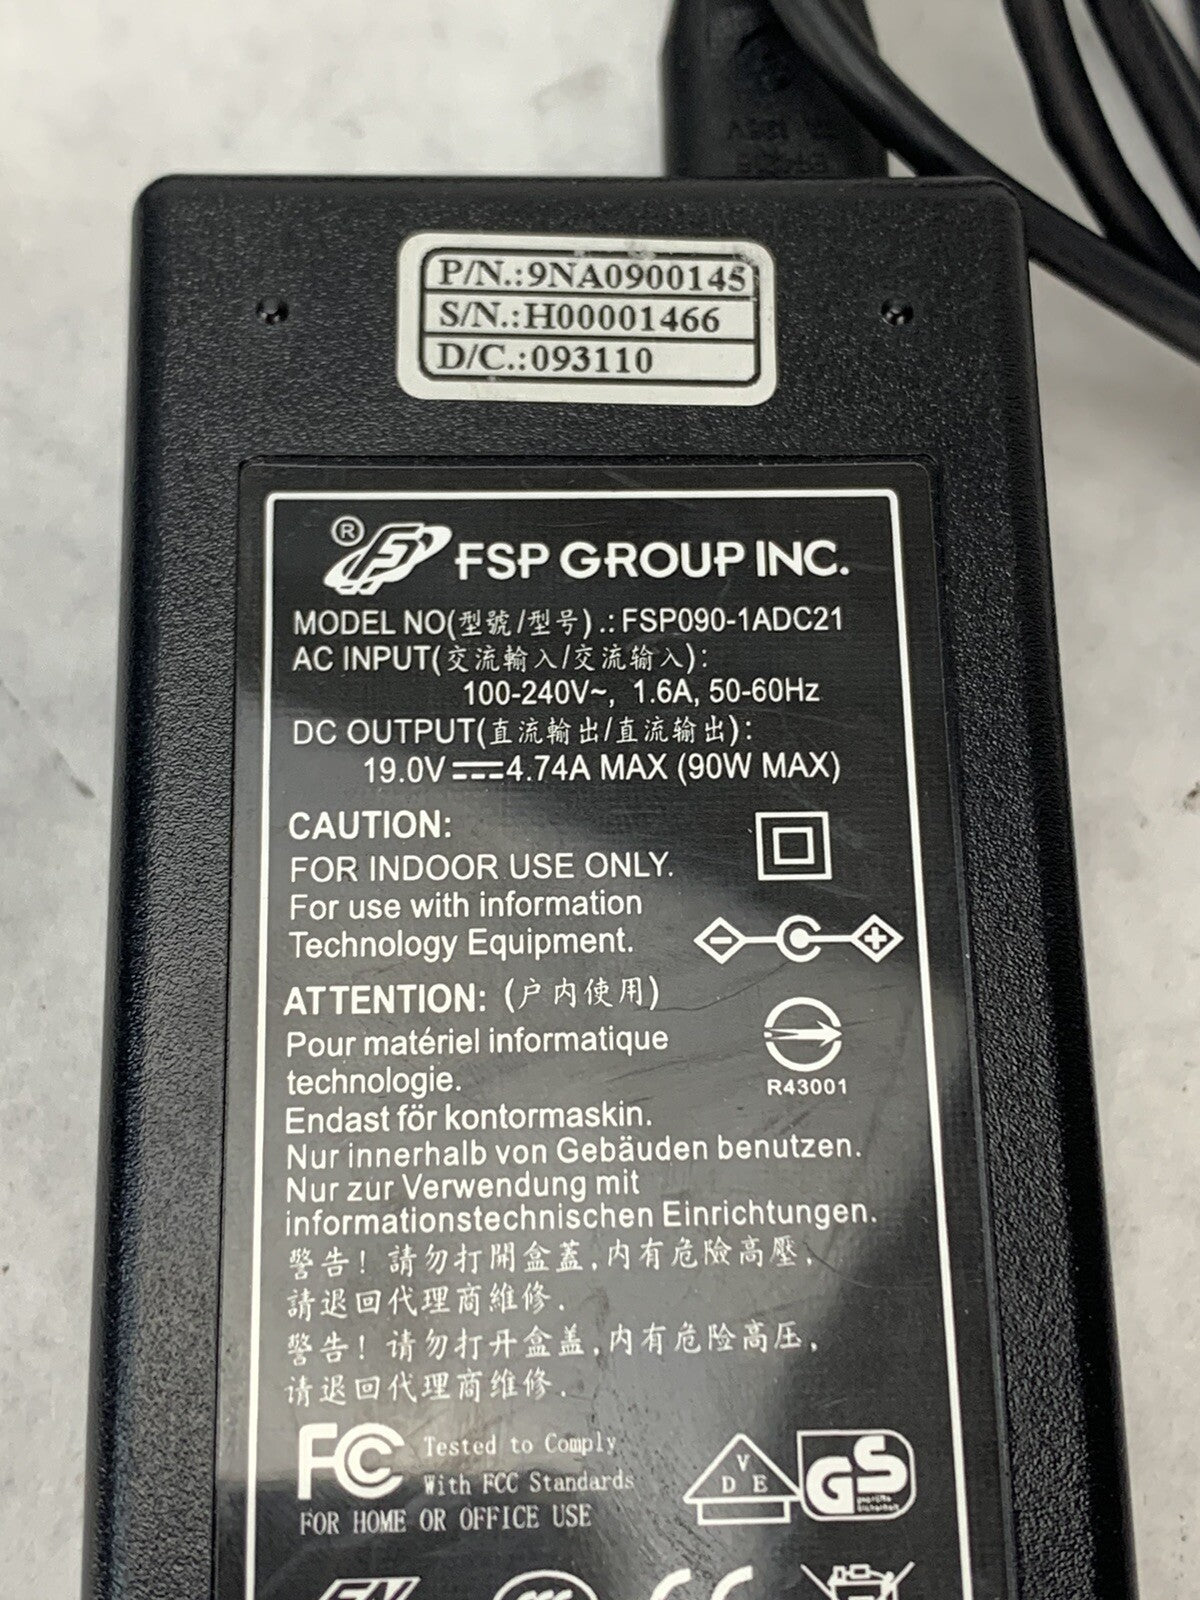 P/N.:9NA0900145
S/N.:H00001466
D/C.:093110
® FSP GROUP INC.
MODEL NO(型號/型号).: FSP090-1ADC21
AC INPUT(交流輸入/交流输入):
100-240V~, 1.6A, 50-60Hz
DC OUTPUT(直流輸出/直流输出):
19.0V⎓4.74A MAX (90W MAX)
CAUTION:
FOR INDOOR USE ONLY.
For use with information
Technology Equipment.
ATTENTION: (户内使用)
R43001
Pour matériel informatique
technologie.
Endast för kontormaskin.
Nur innerhalb von Gebäuden benutzen.
Nur zur Verwendung mit
informationstechnischen Einrichtungen.
警告! 請勿打開盒蓋,内有危險高壓,
請退回代理商維修.
警告! 请勿打开盒盖,内有危险高压,
请退回代理商维修.
FC Tested to Comply
With FCC Standards
FOR HOME OR OFFICE USE
VDE
GS
geprüfte
Sicherheit